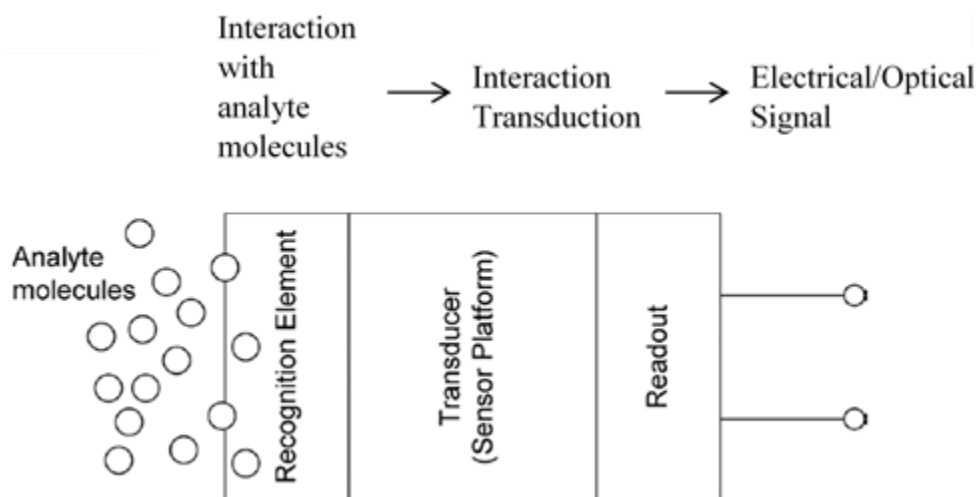 Interaction
with
analyte
molecules
Interaction
Transduction
Electrical/Optical
Signal
Analyte
molecules
Recognition Element
Transducer
(Sensor Platform)
Readout